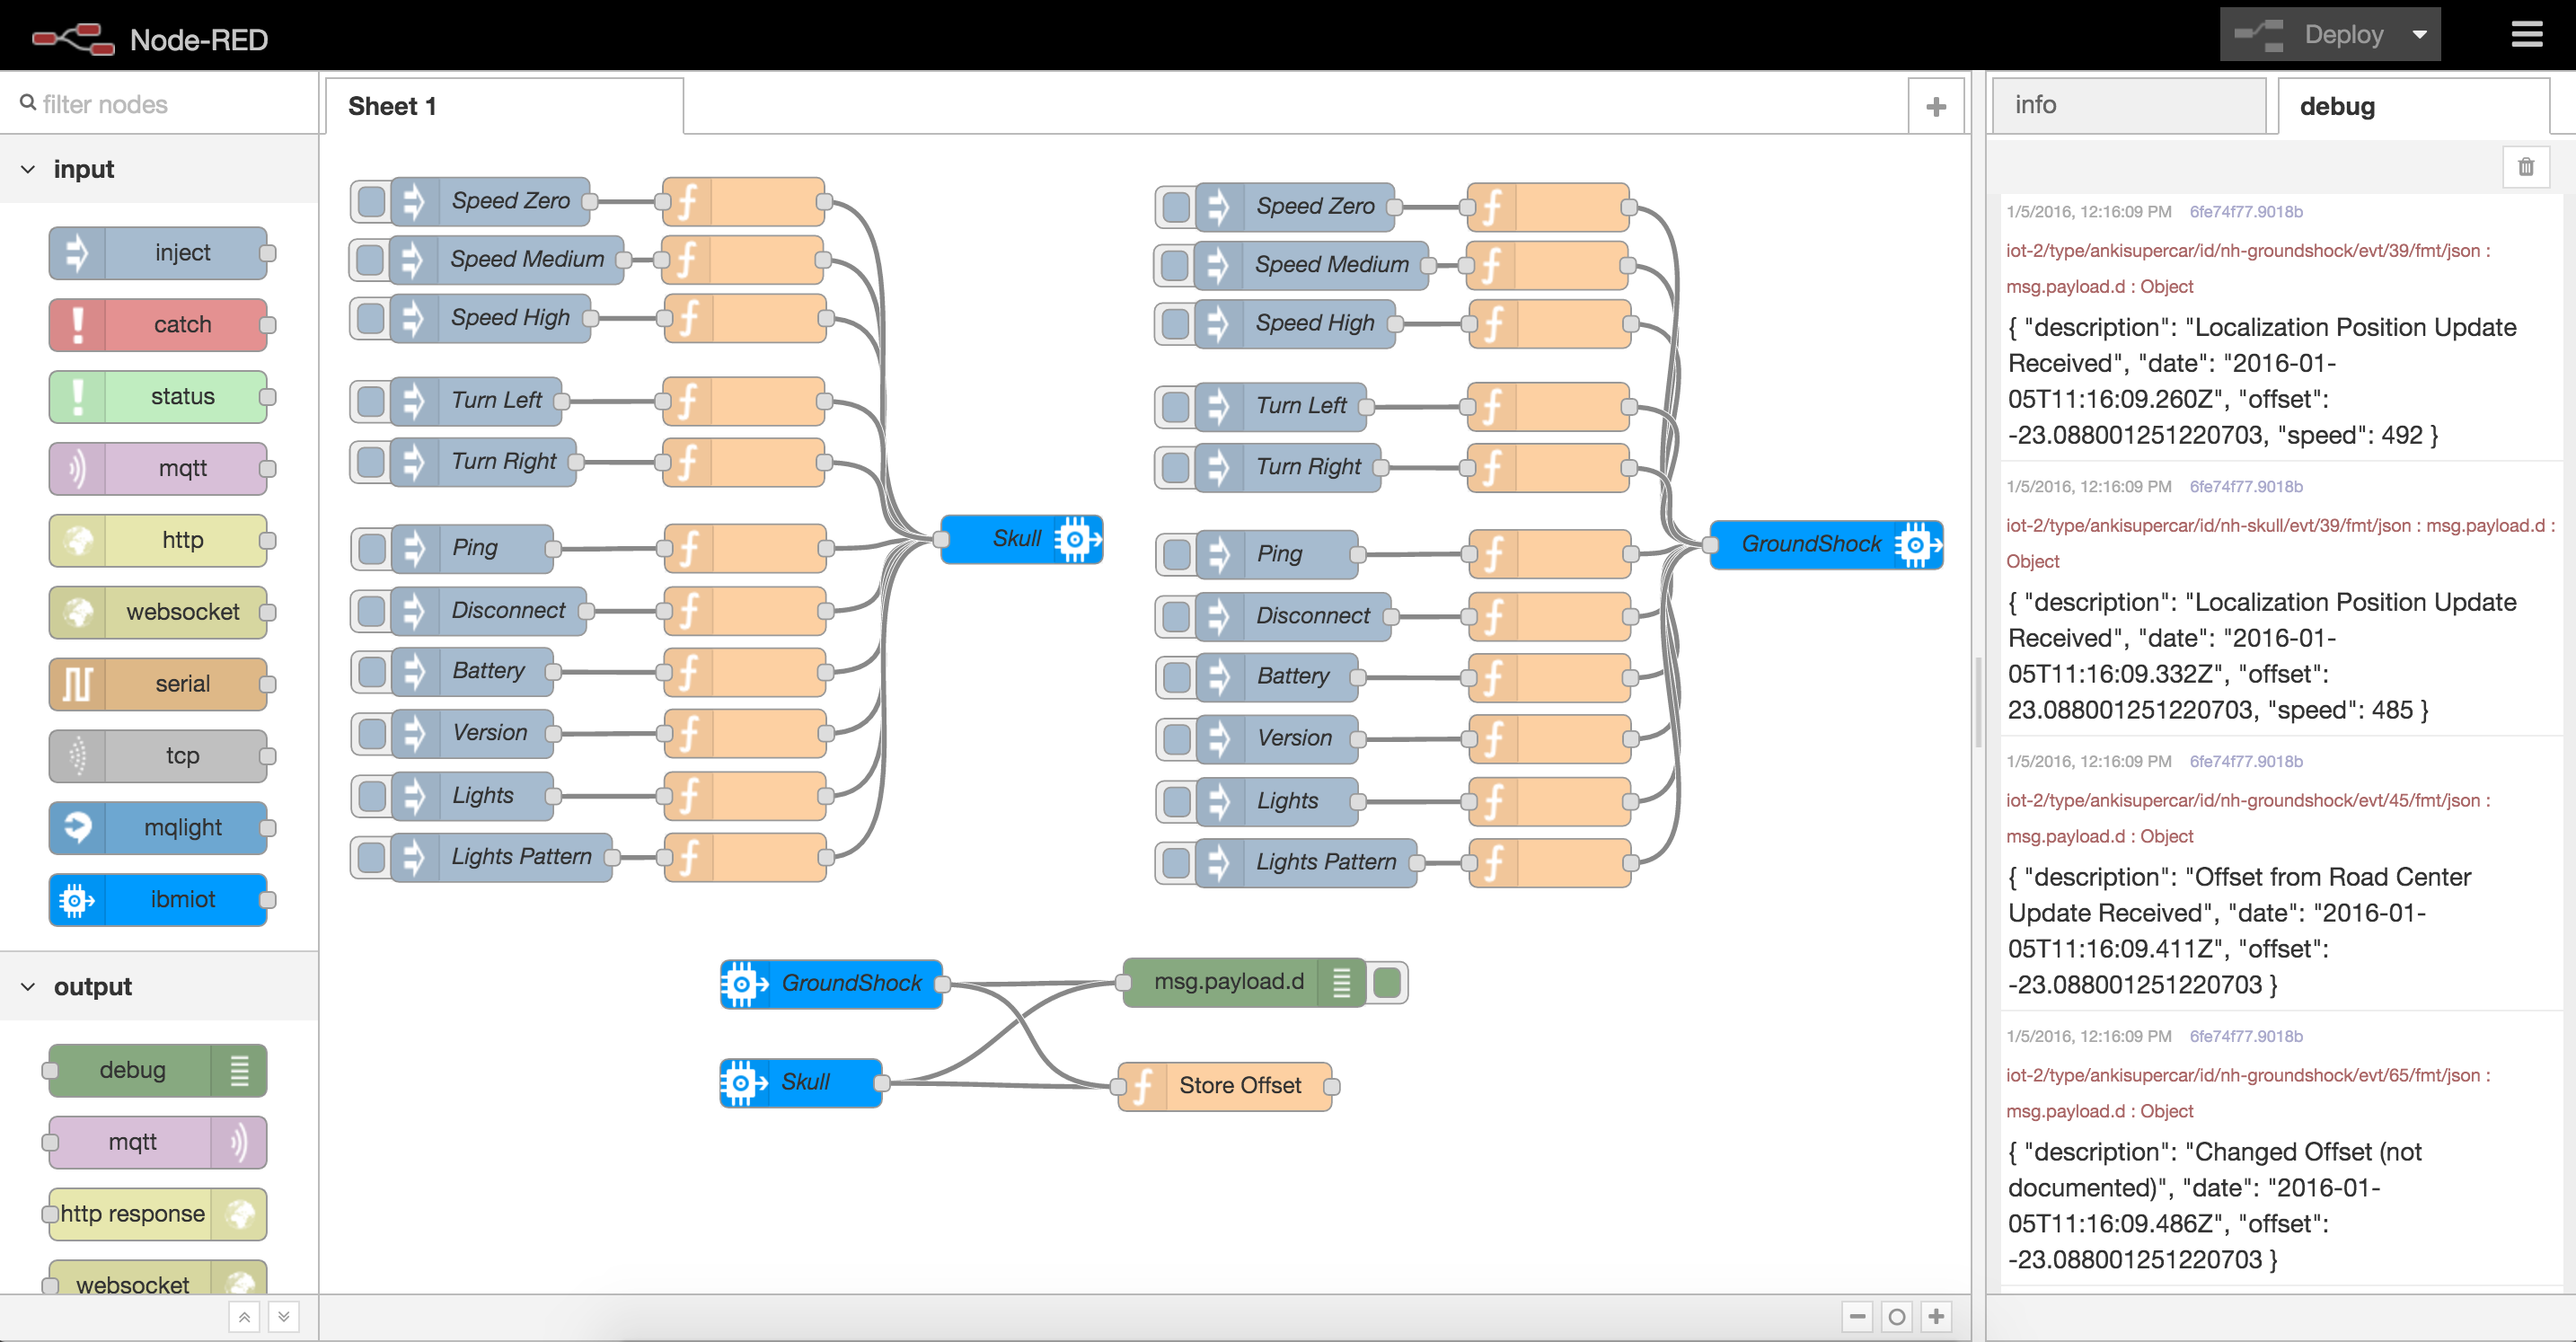 Node-RED
Deploy
filter nodes
Sheet 1
info
debug
input
inject
catch
status
mqtt
http
websocket
serial
tcp
mqlight
ibmiot
output
debug
mqtt
http response
websocket
Speed Zero
Speed Medium
Speed High
Turn Left
Turn Right
Ping
Disconnect
Battery
Version
Lights
Lights Pattern
Skull
Speed Zero
Speed Medium
Speed High
Turn Left
Turn Right
Ping
Disconnect
Battery
Version
Lights
Lights Pattern
GroundShock
GroundShock
msg.payload.d
Skull
Store Offset
1/5/2016, 12:16:09 PM 6fe74f77.9018b
iot-2/type/ankisupercar/id/nh-groundshock/evt/39/fmt/json :
msg.payload.d : Object
{ "description": "Localization Position Update
Received", "date": "2016-01-
05T11:16:09.260Z", "offset":
-23.088001251220703, "speed": 492 }
1/5/2016, 12:16:09 PM 6fe74f77.9018b
iot-2/type/ankisupercar/id/nh-skull/evt/39/fmt/json : msg.payload.d :
Object
{ "description": "Localization Position Update
Received", "date": "2016-01-
05T11:16:09.332Z", "offset":
23.088001251220703, "speed": 485 }
1/5/2016, 12:16:09 PM 6fe74f77.9018b
iot-2/type/ankisupercar/id/nh-groundshock/evt/45/fmt/json :
msg.payload.d : Object
{ "description": "Offset from Road Center
Update Received", "date": "2016-01-
05T11:16:09.411Z", "offset":
-23.088001251220703 }
1/5/2016, 12:16:09 PM 6fe74f77.9018b
iot-2/type/ankisupercar/id/nh-groundshock/evt/65/fmt/json :
msg.payload.d : Object
{ "description": "Changed Offset (not
documented)", "date": "2016-01-
05T11:16:09.486Z", "offset":
-23.088001251220703 }